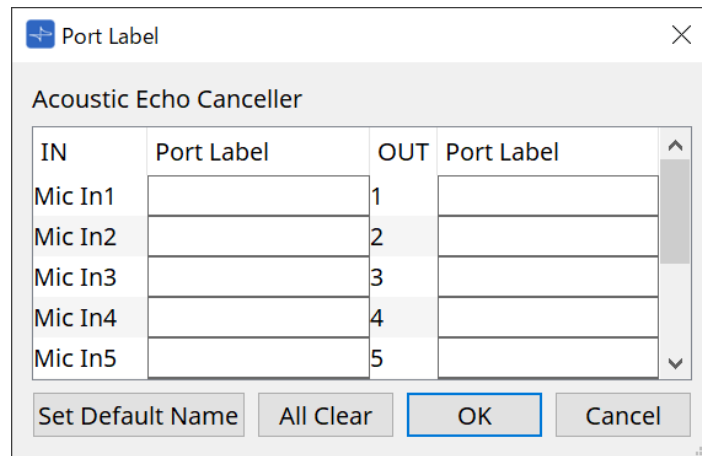 Port Label
Acoustic Echo Canceller
IN Port Label OUT Port Label
Mic In1 1
Mic In2 2
Mic In3 3
Mic In4 4
Mic In5 5
Set Default Name All Clear OK Cancel